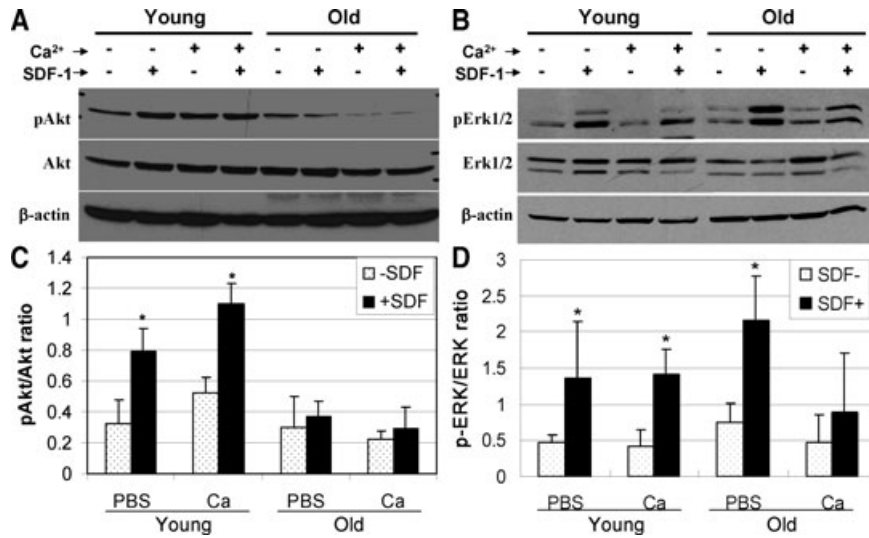 A
Young Old
Ca²⁺ → - - + + - - + +
SDF-1 → - + - + - + - +
pAkt
Akt
β-actin
B
Young Old
Ca²⁺ → - - + + - - + +
SDF-1 → - + - + - + - +
pErk1/2
Erk1/2
β-actin
C
pAkt/Akt ratio
1.4
1.2
1
0.8
0.6
0.4
0.2
0
* *
-SDF
+SDF
PBS Ca PBS Ca
Young Old
D
p-ERK/ERK ratio
3
2.5
2
1.5
1
0.5
0
* * *
SDF-
SDF+
PBS Ca PBS Ca
Young Old